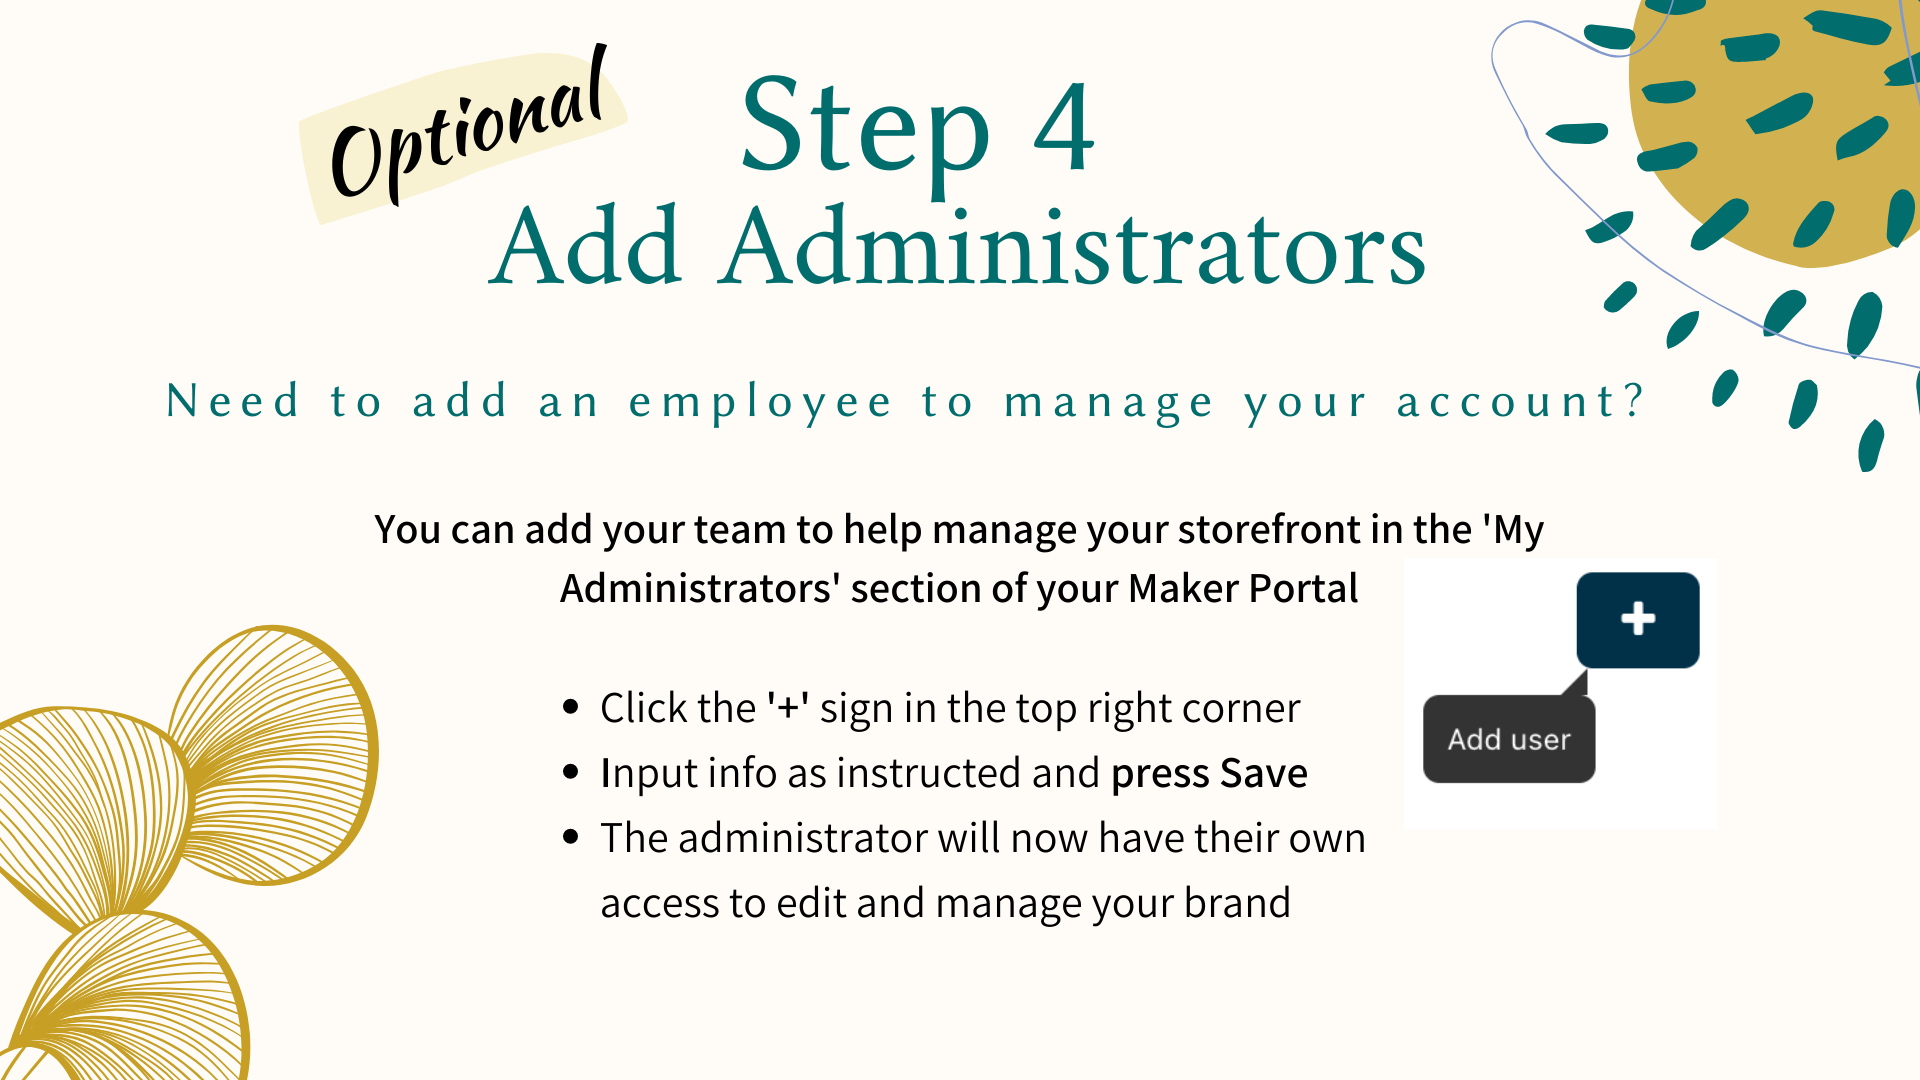 Optional
Step 4
Add Administrators
Need to add an employee to manage your account?
You can add your team to help manage your storefront in the 'My
Administrators' section of your Maker Portal
• Click the '+' sign in the top right corner
• Input info as instructed and press Save
• The administrator will now have their own
access to edit and manage your brand
+
Add user